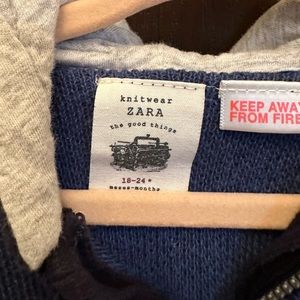 knitwear
ZARA
the good things
18-24 *
meses-months
KEEP AWAY
FROM FIRE